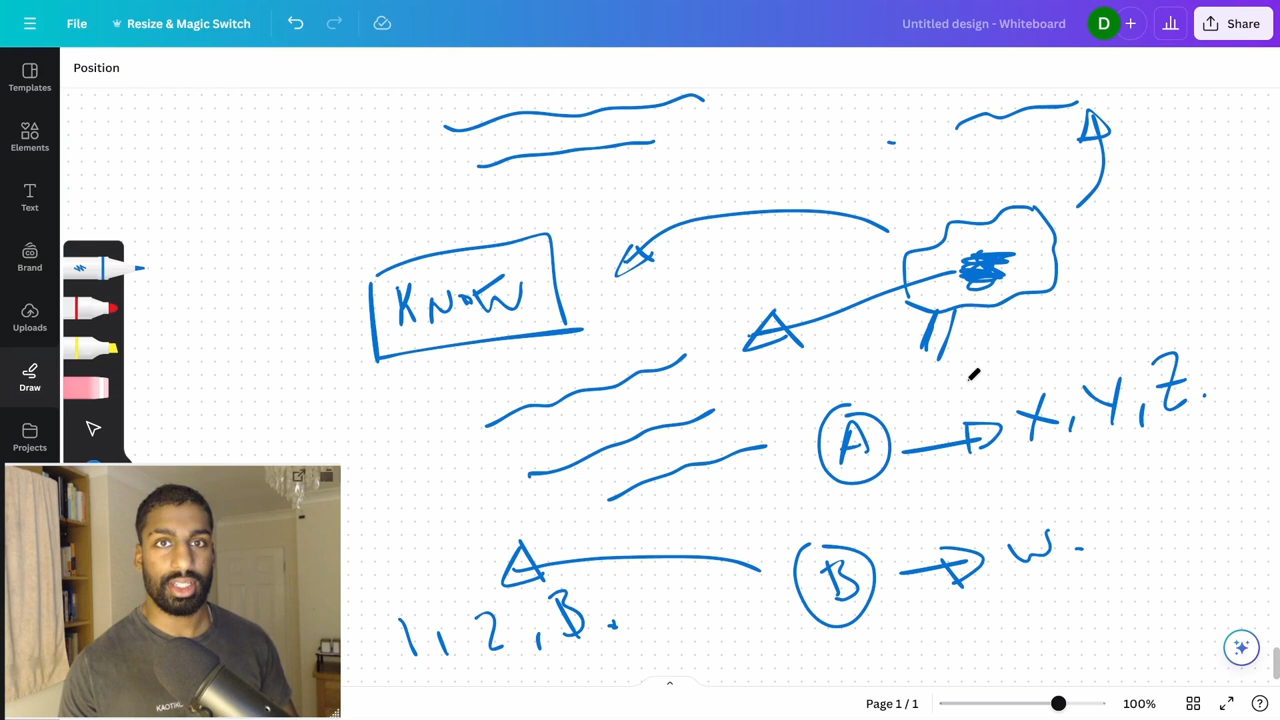 File
Resize & Magic Switch
Untitled design - Whiteboard
D
Share
Position
Templates
Elements
Text
Brand
Uploads
Draw
Projects
KNOW
A
X, Y, Z.
B
W.
1, 2, 3.
Page 1 / 1
100%